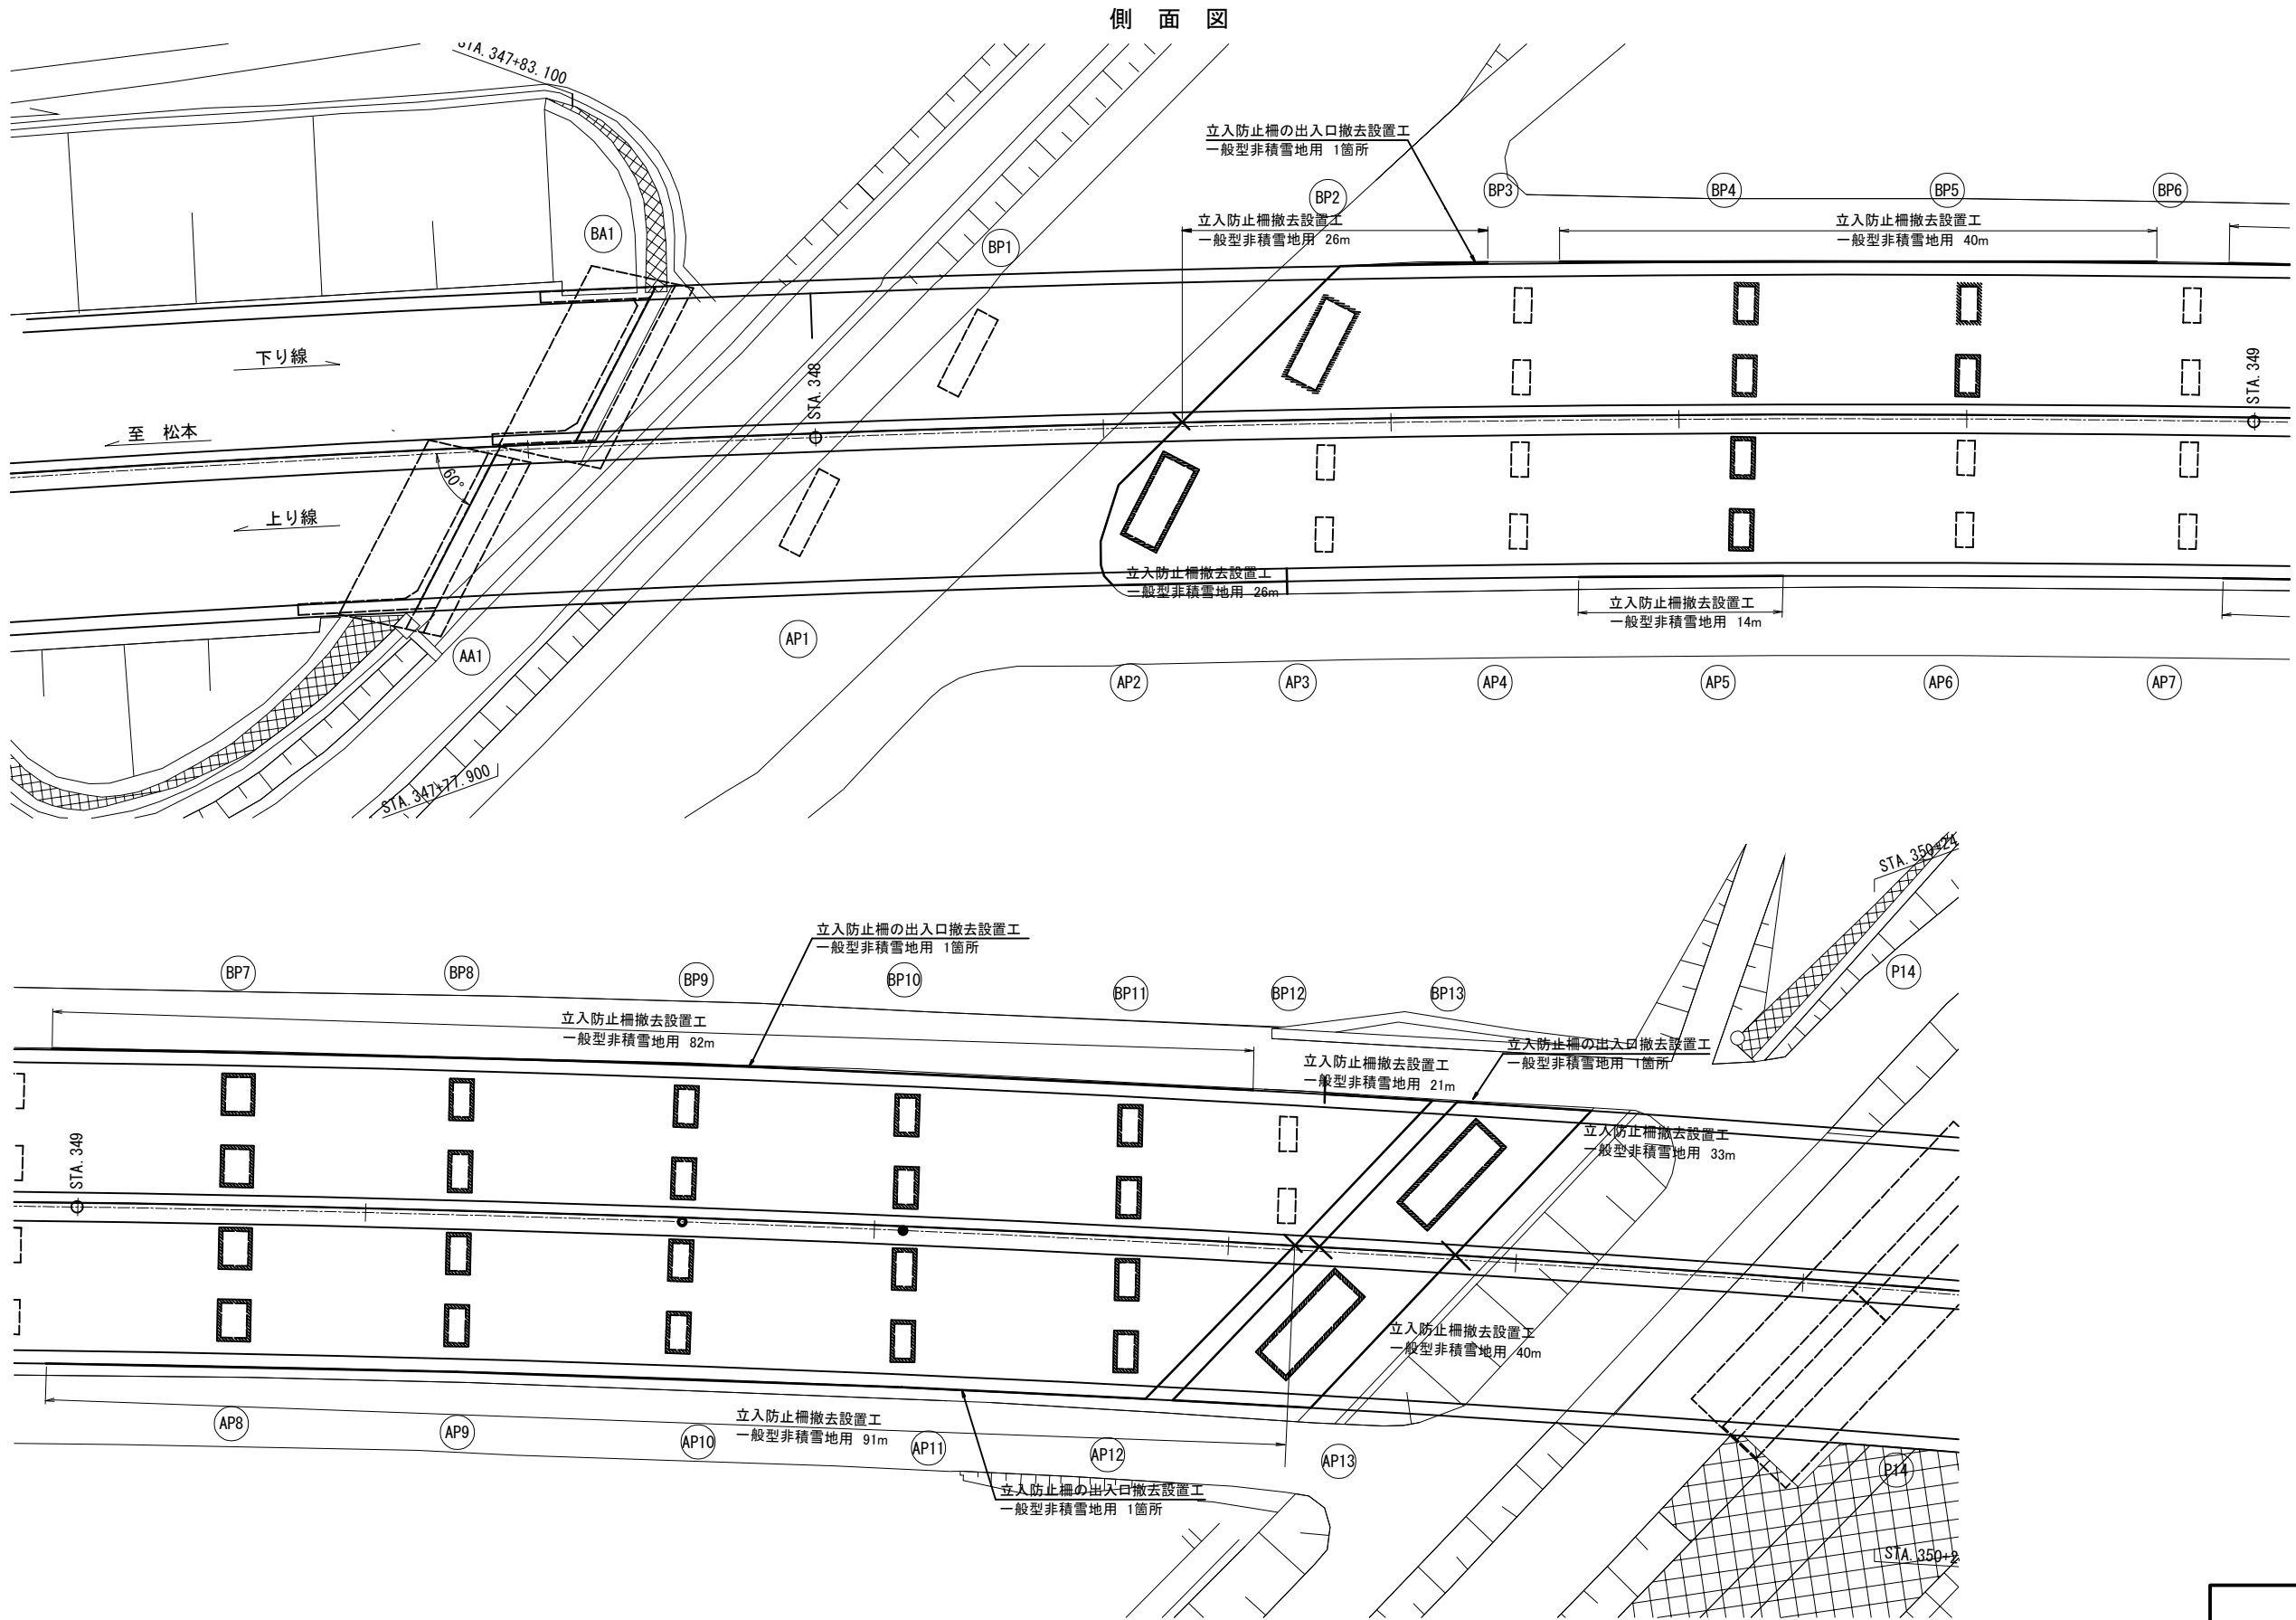 側 面 図
STA.347+83.100
立入防止柵の出入口撤去設置工
一般型非積雪地用 1箇所
BA1
BP1
BP2
BP3
BP4
BP5
BP6
立入防止柵撤去設置工
一般型非積雪地用 26m
立入防止柵撤去設置工
一般型非積雪地用 40m
下り線
STA.348
STA.349
至 松本
60°
上り線
立入防止柵撤去設置工
一般型非積雪地用 26m
立入防止柵撤去設置工
一般型非積雪地用 14m
AA1
AP1
AP2
AP3
AP4
AP5
AP6
AP7
STA.347+77.900
STA.350+24
立入防止柵の出入口撤去設置工
一般型非積雪地用 1箇所
BP7
BP8
BP9
BP10
BP11
BP12
BP13
P14
立入防止柵撤去設置工
一般型非積雪地用 82m
立入防止柵の出入口撤去設置工
一般型非積雪地用 1箇所
立入防止柵撤去設置工
一般型非積雪地用 21m
立入防止柵撤去設置工
一般型非積雪地用 33m
STA.349
立入防止柵撤去設置工
一般型非積雪地用 40m
立入防止柵撤去設置工
一般型非積雪地用 91m
AP8
AP9
AP10
AP11
AP12
AP13
P14
立入防止柵の出入口撤去設置工
一般型非積雪地用 1箇所
STA.350+2